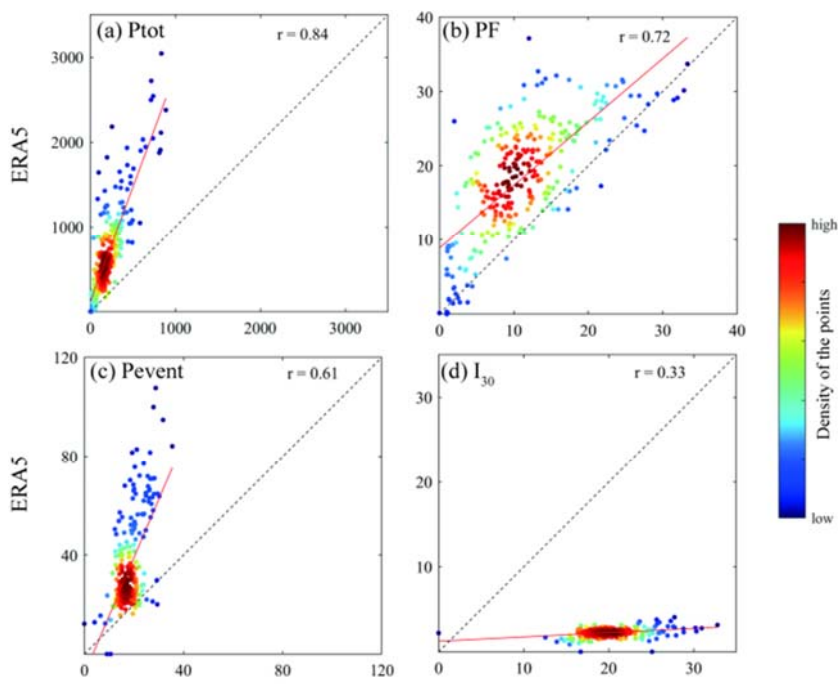 (a) Ptot
r = 0.84
3000
2000
1000
0
1000
2000
3000
ERA5
(b) PF
r = 0.72
40
30
20
10
0
0
10
20
30
40
(c) Pevent
r = 0.61
120
80
40
0
40
80
120
ERA5
(d) I30
r = 0.33
30
20
10
0
10
20
30
high
Density of the points
low